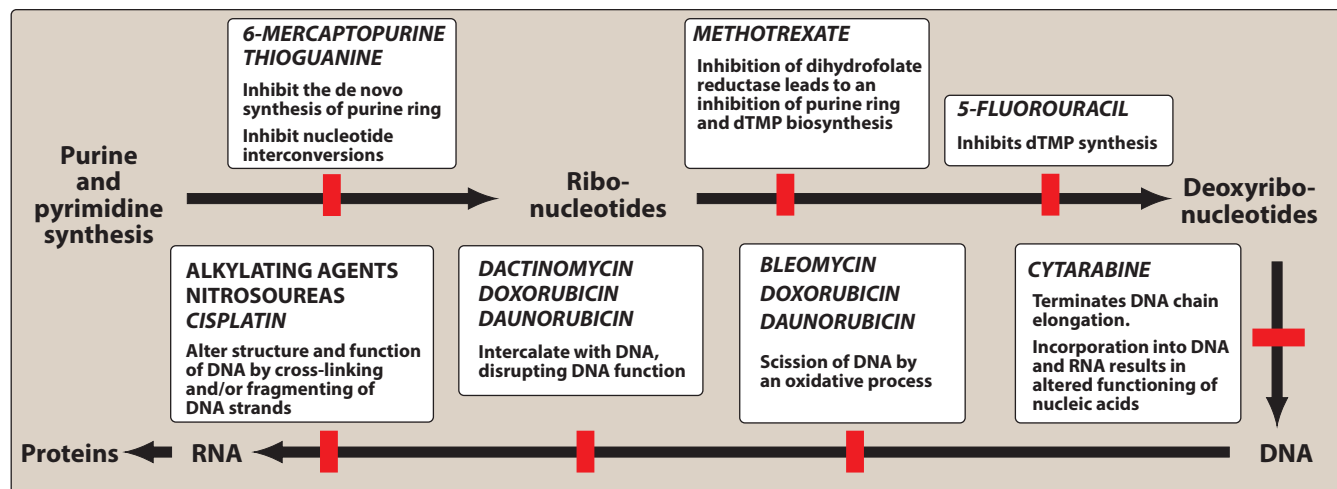 6-MERCAPTOPURINE
THIOGUANINE
Inhibit the de novo
synthesis of purine ring
Inhibit nucleotide
interconversions
METHOTREXATE
Inhibition of dihydrofolate
reductase leads to an
inhibition of purine ring
and dTMP biosynthesis
5-FLUOROURACIL
Inhibits dTMP synthesis
Purine
and
pyrimidine
synthesis
Ribo-
nucleotides
Deoxyribo-
nucleotides
ALKYLATING AGENTS
NITROSOUREAS
CISPLATIN
Alter structure and function
of DNA by cross-linking
and/or fragmenting of
DNA strands
DACTINOMYCIN
DOXORUBICIN
DAUNORUBICIN
Intercalate with DNA,
disrupting DNA function
BLEOMYCIN
DOXORUBICIN
DAUNORUBICIN
Scission of DNA by
an oxidative process
CYTARABINE
Terminates DNA chain
elongation.
Incorporation into DNA
and RNA results in
altered functioning of
nucleic acids
Proteins
RNA
DNA